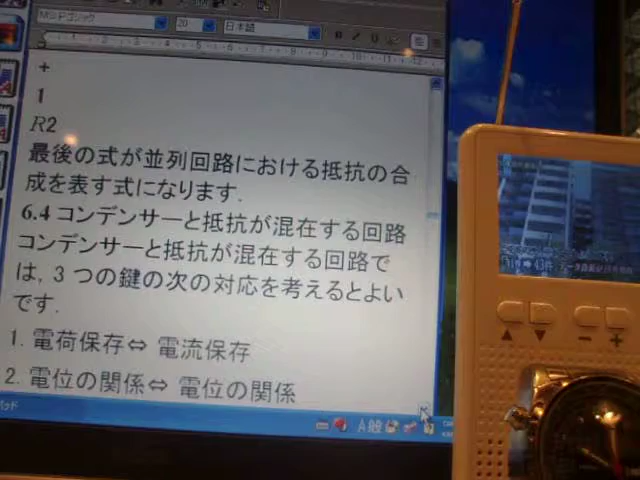 MS Pゴシック 20 日本語
+
1
R2
最後の式が並列回路における抵抗の合
成を表す式になります.
6.4 コンデンサーと抵抗が混在する回路
コンデンサーと抵抗が混在する回路で
は, 3 つの鍵の次の対応を考えるとよい
です.
1. 電荷保存⇔ 電流保存
2. 電位の関係⇔ 電位の関係
パッド
A 般